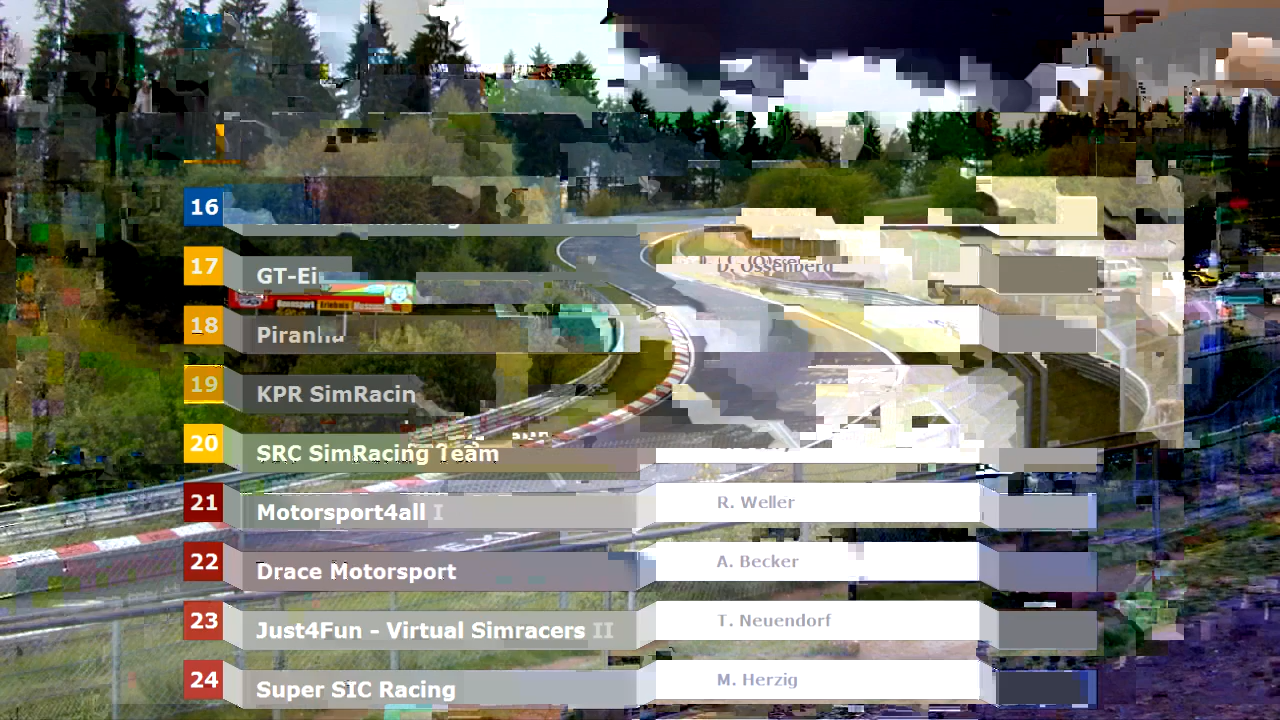 16
17 GT-Ei D. Ossenberg
18
19 KPR SimRacin
20 SRC SimRacing Team
21 Motorsport4all I R. Weller
22 Drace Motorsport A. Becker
23 Just4Fun - Virtual Simracers II T. Neuendorf
24 Super SIC Racing M. Herzig